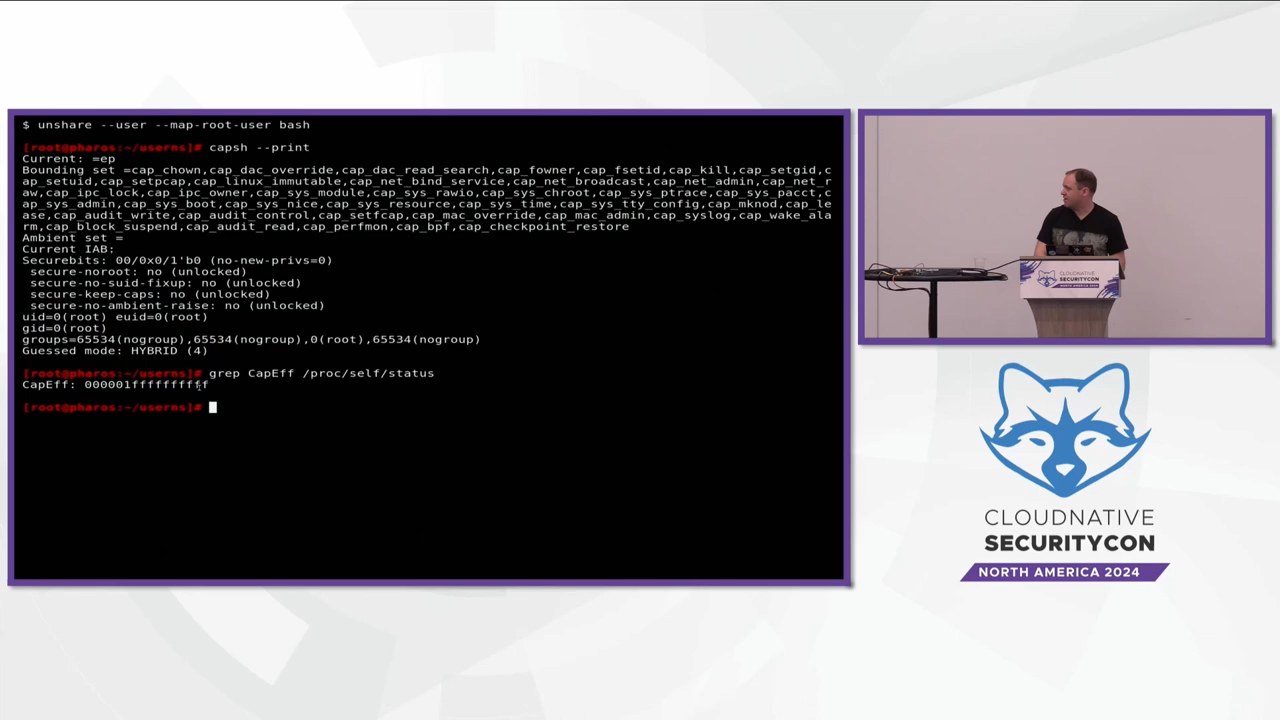 $ unshare --user --map-root-user bash
[root@pharos:~/userns]# capsh --print
Current: =ep
Bounding set =cap_chown,cap_dac_override,cap_dac_read_search,cap_fowner,cap_fsetid,cap_kill,cap_setgid,c
ap_setuid,cap_setpcap,cap_linux_immutable,cap_net_bind_service,cap_net_broadcast,cap_net_admin,cap_net_r
aw,cap_ipc_lock,cap_ipc_owner,cap_sys_module,cap_sys_rawio,cap_sys_chroot,cap_sys_ptrace,cap_sys_pacct,c
ap_sys_admin,cap_sys_boot,cap_sys_nice,cap_sys_resource,cap_sys_time,cap_sys_tty_config,cap_mknod,cap_le
ase,cap_audit_write,cap_audit_control,cap_setfcap,cap_mac_override,cap_mac_admin,cap_syslog,cap_wake_ala
rm,cap_block_suspend,cap_audit_read,cap_perfmon,cap_bpf,cap_checkpoint_restore
Ambient set =
Current IAB:
Securebits: 00/0x0/1'b0 (no-new-privs=0)
secure-noroot: no (unlocked)
secure-no-suid-fixup: no (unlocked)
secure-keep-caps: no (unlocked)
secure-no-ambient-raise: no (unlocked)
uid=0(root) euid=0(root)
gid=0(root)
groups=65534(nogroup),65534(nogroup),0(root),65534(nogroup)
Guessed mode: HYBRID (4)
[root@pharos:~/userns]# grep CapEff /proc/self/status
CapEff: 000001ffffffffff
[root@pharos:~/userns]#
CLOUDNATIVE
SECURITYCON
NORTH AMERICA 2024
CLOUDNATIVE
SECURITYCON
NORTH AMERICA 2024